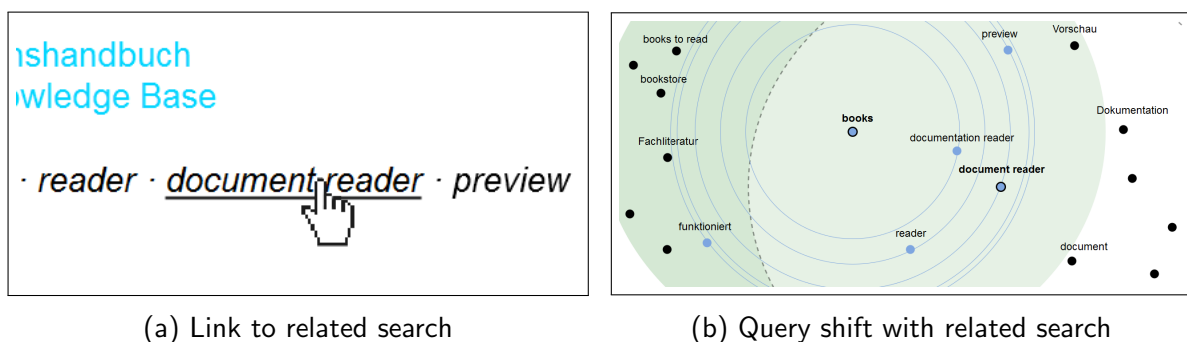 nshandbuch
owledge Base
· reader · document reader · preview
(a) Link to related search
books to read
preview
Vorschau
bookstore
Dokumentation
books
Fachliteratur
documentation reader
document reader
funktioniert
reader
document
(b) Query shift with related search